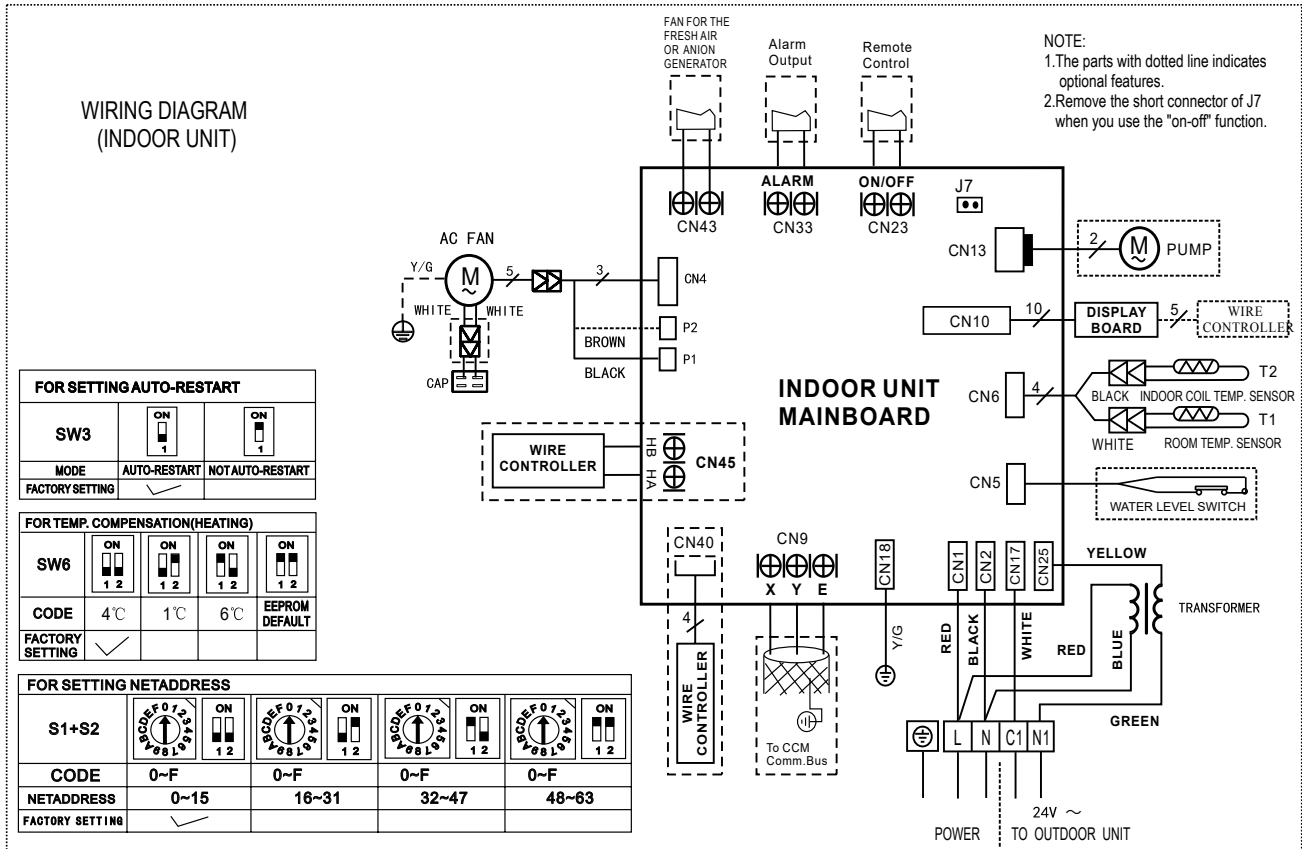 WIRING DIAGRAM
(INDOOR UNIT)
FAN FOR THE
FRESH AIR
OR ANION
GENERATOR
Alarm
Output
Remote
Control
NOTE:
1.The parts with dotted line indicates
optional features.
2.Remove the short connector of J7
when you use the "on-off" function.
ALARM
ON/OFF
J7
CN43
CN33
CN23
CN13
2
M
~
PUMP
AC FAN
Y/G
M
~
5
3
CN4
WHITE
WHITE
P2
BROWN
P1
BLACK
CAP
CN10
10
DISPLAY
BOARD
5
WIRE
CONTROLLER
INDOOR UNIT
MAINBOARD
CN6
4
T2
BLACK
INDOOR COIL TEMP. SENSOR
T1
WHITE
ROOM TEMP. SENSOR
CN5
WATER LEVEL SWITCH
WIRE
CONTROLLER
HB
HA
CN45
CN40
4
WIRE
CONTROLLER
CN9
X Y E
To CCM
Comm.Bus
CN18
Y/G
CN1
CN2
CN17
CN25
YELLOW
TRANSFORMER
RED
BLACK
WHITE
RED
BLUE
GREEN
L N C1 N1
24V ~
POWER
TO OUTDOOR UNIT
FOR SETTING AUTO-RESTART
SW3
ON
1
ON
1
MODE
AUTO-RESTART
NOT AUTO-RESTART
FACTORY SETTING
FOR TEMP. COMPENSATION(HEATING)
SW6
ON
1 2
ON
1 2
ON
1 2
ON
1 2
CODE
4℃
1℃
6℃
EEPROM
DEFAULT
FACTORY
SETTING
FOR SETTING NETADDRESS
S1+S2
0123456789ABCDEF
ON
1 2
0123456789ABCDEF
ON
1 2
0123456789ABCDEF
ON
1 2
0123456789ABCDEF
ON
1 2
CODE
0~F
0~F
0~F
0~F
NETADDRESS
0~15
16~31
32~47
48~63
FACTORY SETTING